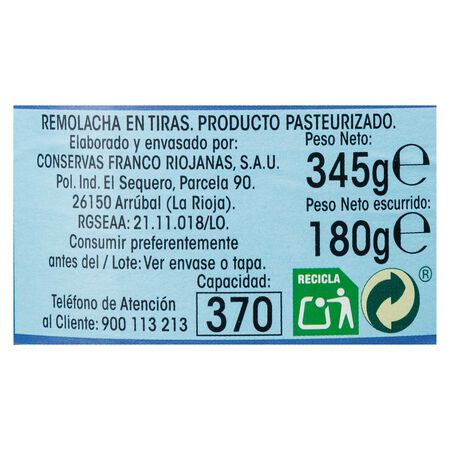 REMOLACHA EN TIRAS. PRODUCTO PASTEURIZADO.
Elaborado y envasado por:
CONSERVAS FRANCO RIOJANAS, S.A.U.
Pol. Ind. El Sequero, Parcela 90.
26150 Arrúbal (La Rioja).
RGSEAA: 21.11.018/LO.
Consumir preferentemente
antes del / Lote: Ver envase o tapa.
Teléfono de Atención
al Cliente: 900 113 213
Capacidad:
370
Peso Neto:
345g℮
Peso Neto escurrido:
180g℮
RECICLA
®